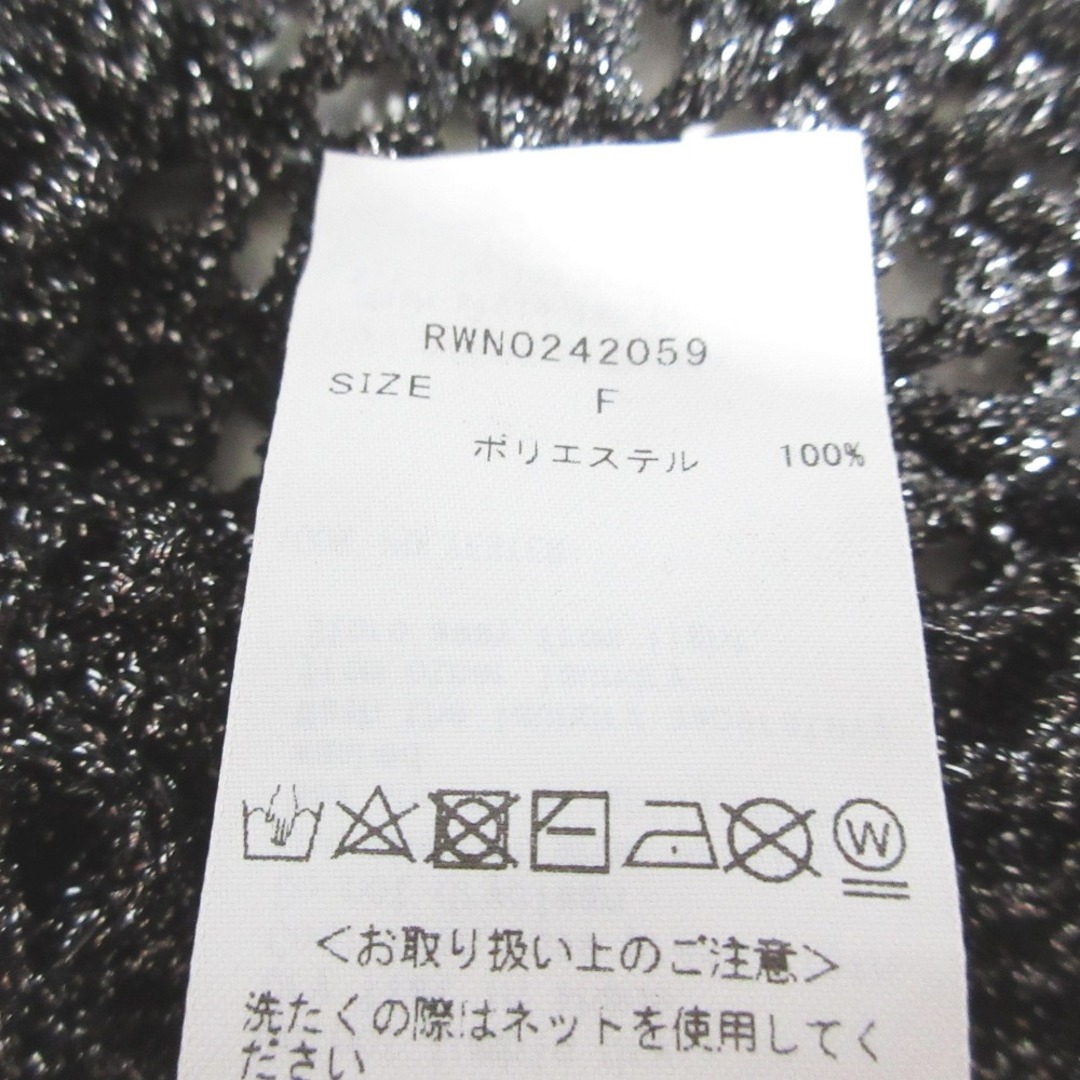 RWN0242059
SIZE F
ポリエステル 100%
W
<お取り扱い上のご注意>
洗たくの際はネットを使用してく
ださい